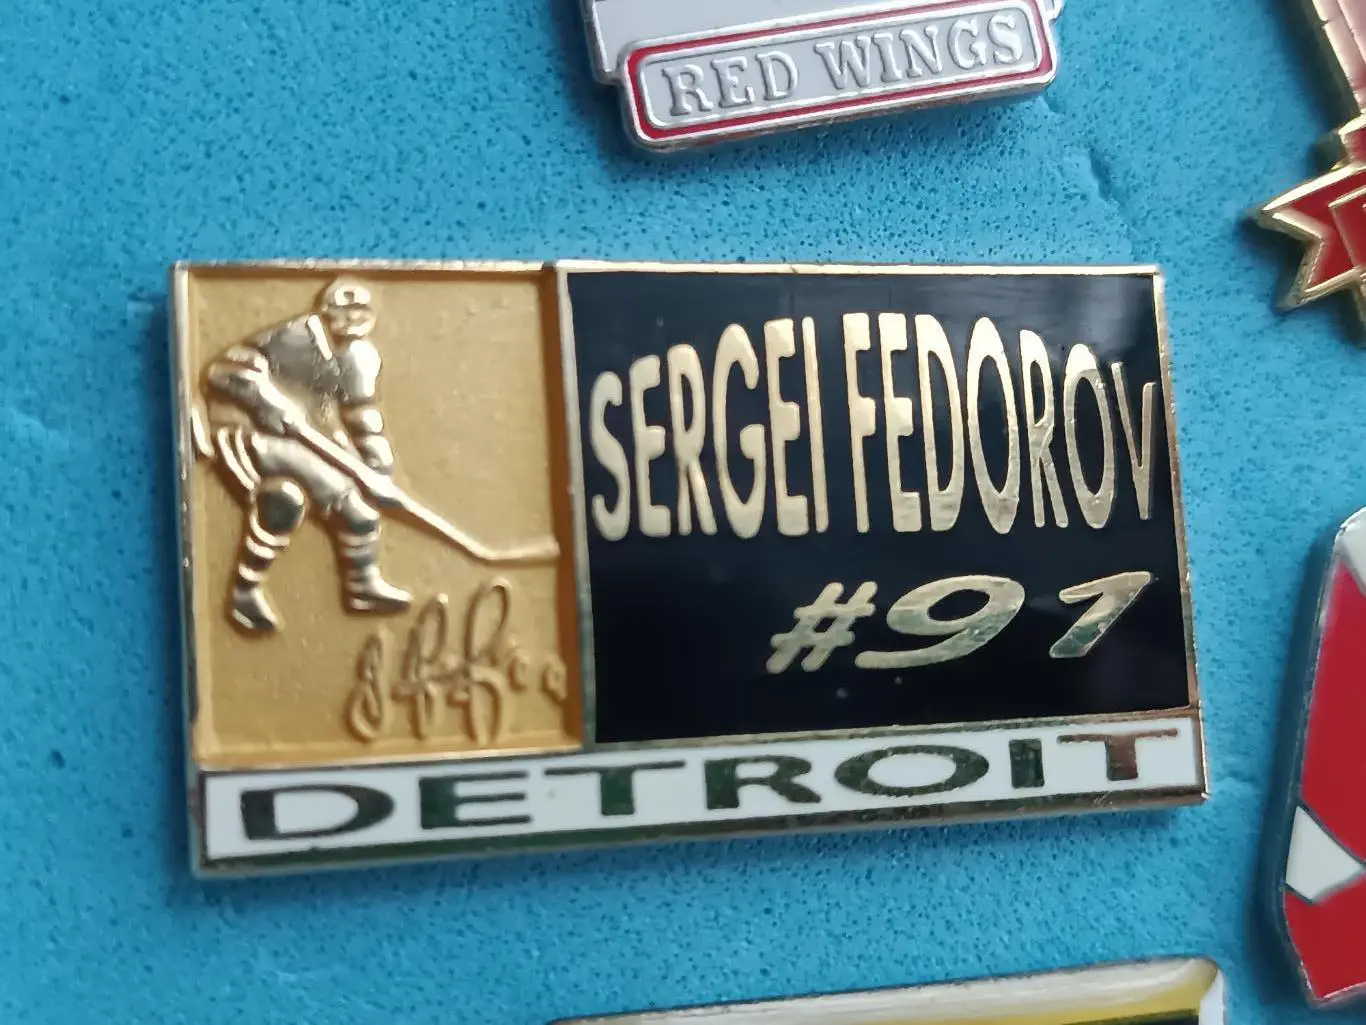 RED WINGS
SERGEI FEDOROV
#91
DETROIT